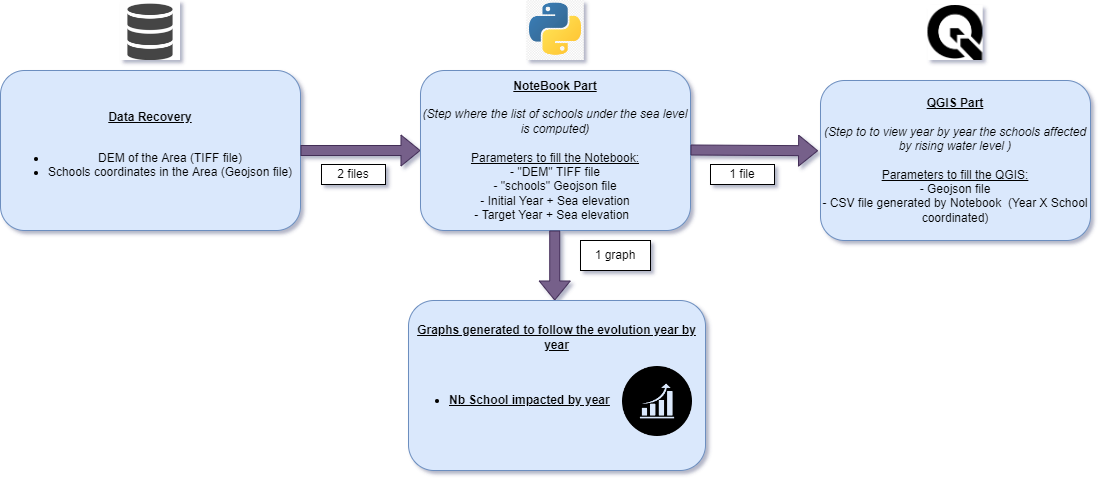 Data Recovery
DEM of the Area (TIFF file)
Schools coordinates in the Area (Geojson file)
2 files
NoteBook Part
(Step where the list of schools under the sea level
is computed)
Parameters to fill the Notebook:
- "DEM" TIFF file
- "schools" Geojson file
- Initial Year + Sea elevation
- Target Year + Sea elevation
1 file
QGIS Part
(Step to to view year by year the schools affected
by rising water level )
Parameters to fill the QGIS:
- Geojson file
- CSV file generated by Notebook (Year X School
coordinated)
1 graph
Graphs generated to follow the evolution year by
year
Nb School impacted by year